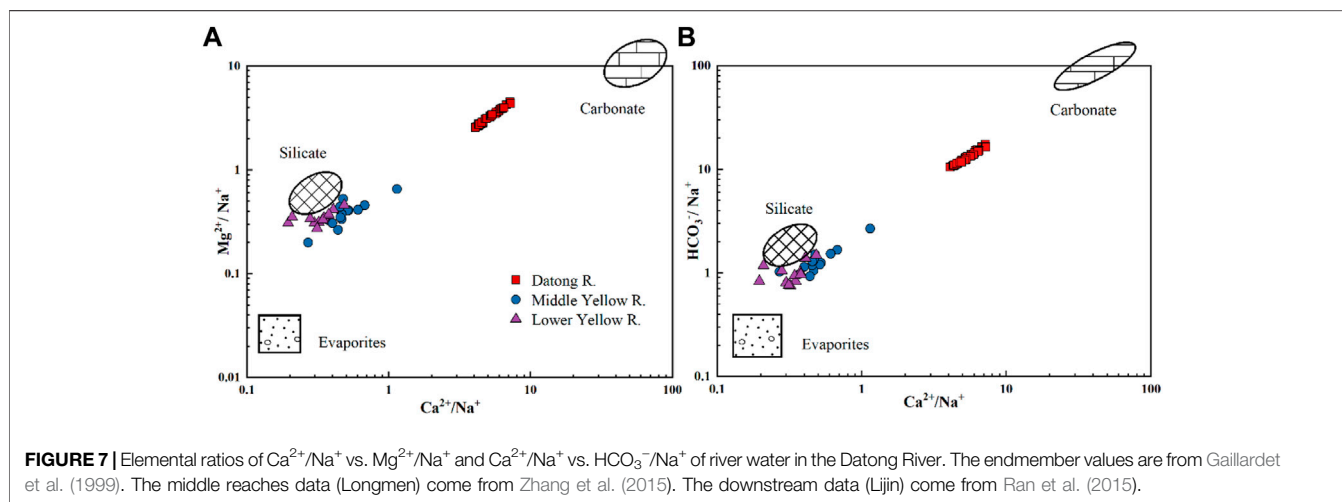 A
10
1
0.1
0.01
Mg²⁺/ Na⁺
Carbonate
Silicate
Datong R.
Middle Yellow R.
Lower Yellow R.
Evaporites
0.1 1 10 100
Ca²⁺/Na⁺
B
100
10
1
0.1
HCO₃⁻/ Na⁺
Carbonate
Silicate
Evaporites
0.1 1 10 100
Ca²⁺/Na⁺
FIGURE 7 | Elemental ratios of Ca²⁺/Na⁺ vs. Mg²⁺/Na⁺ and Ca²⁺/Na⁺ vs. HCO₃⁻/Na⁺ of river water in the Datong River. The endmember values are from Gaillardet
et al. (1999). The middle reaches data (Longmen) come from Zhang et al. (2015). The downstream data (Lijin) come from Ran et al. (2015).